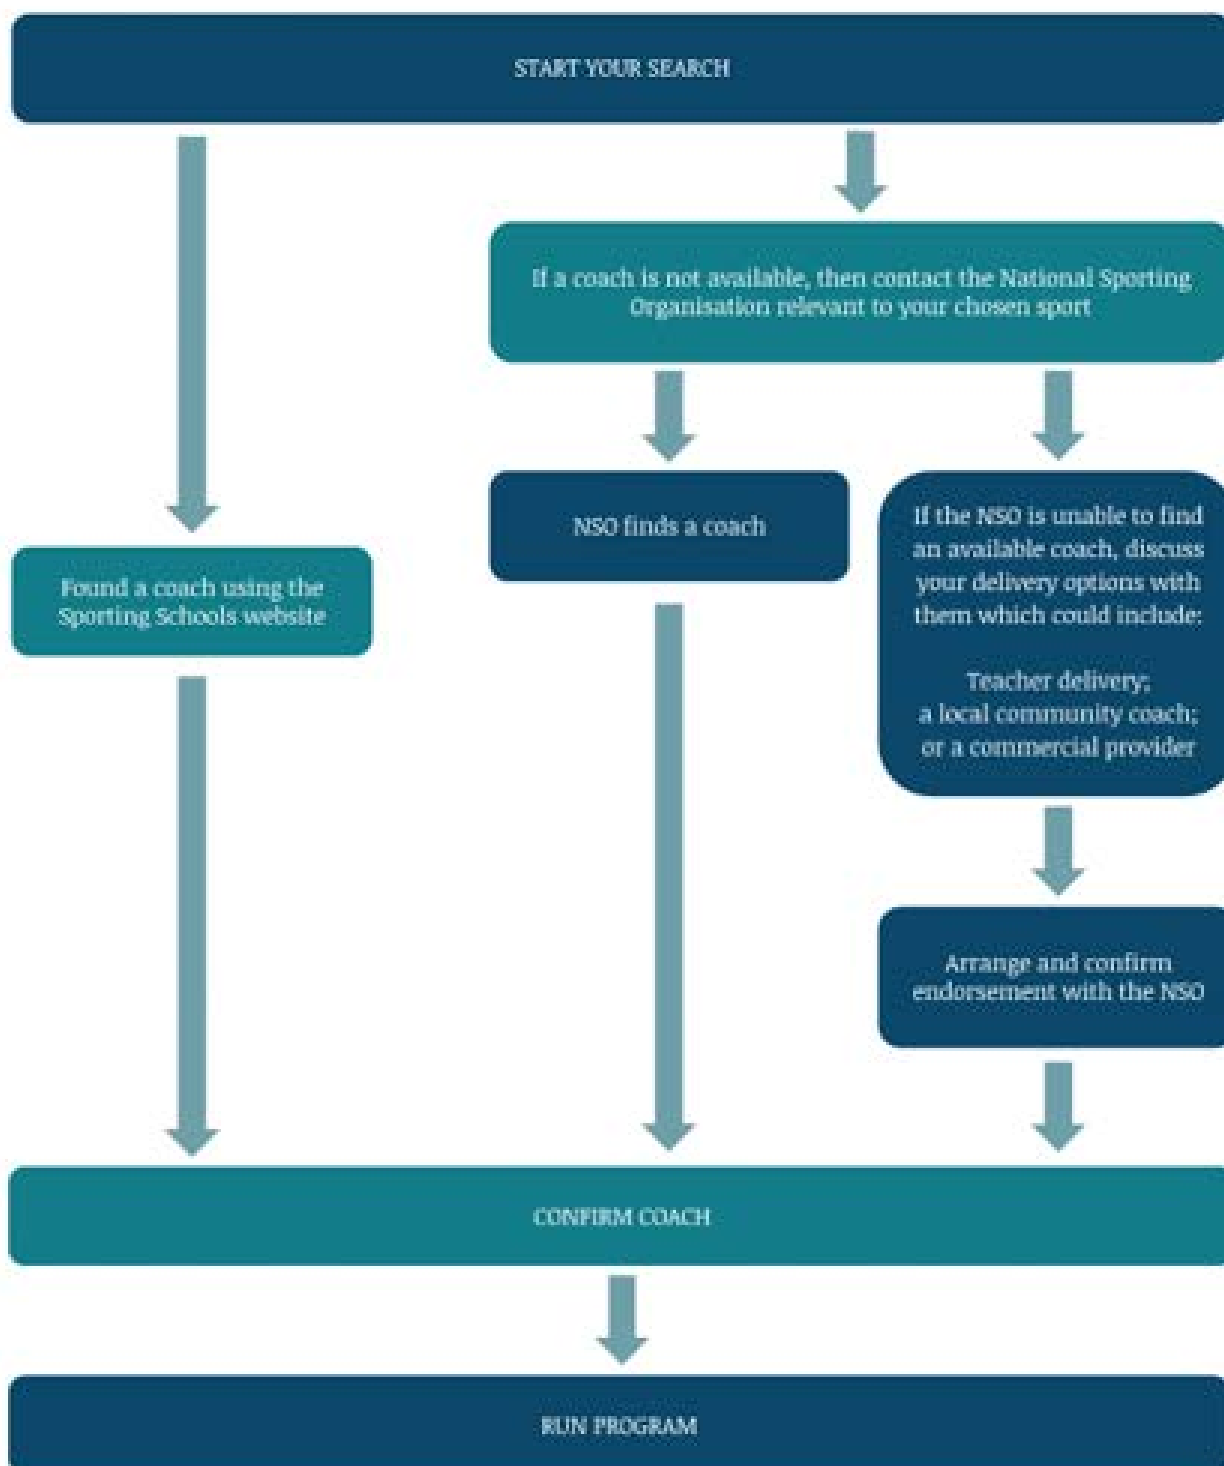 START YOUR SEARCH
If a coach is not available, then contact the National Sporting
Organisation relevant to your chosen sport
NSO finds a coach
If the NSO is unable to find
an available coach, discuss
your delivery options with
them which could include:
Teacher delivery;
a local community coach;
or a commercial provider
Found a coach using the
Sporting Schools website
Arrange and confirm
endorsement with the NSO
CONFIRM COACH
RUN PROGRAM